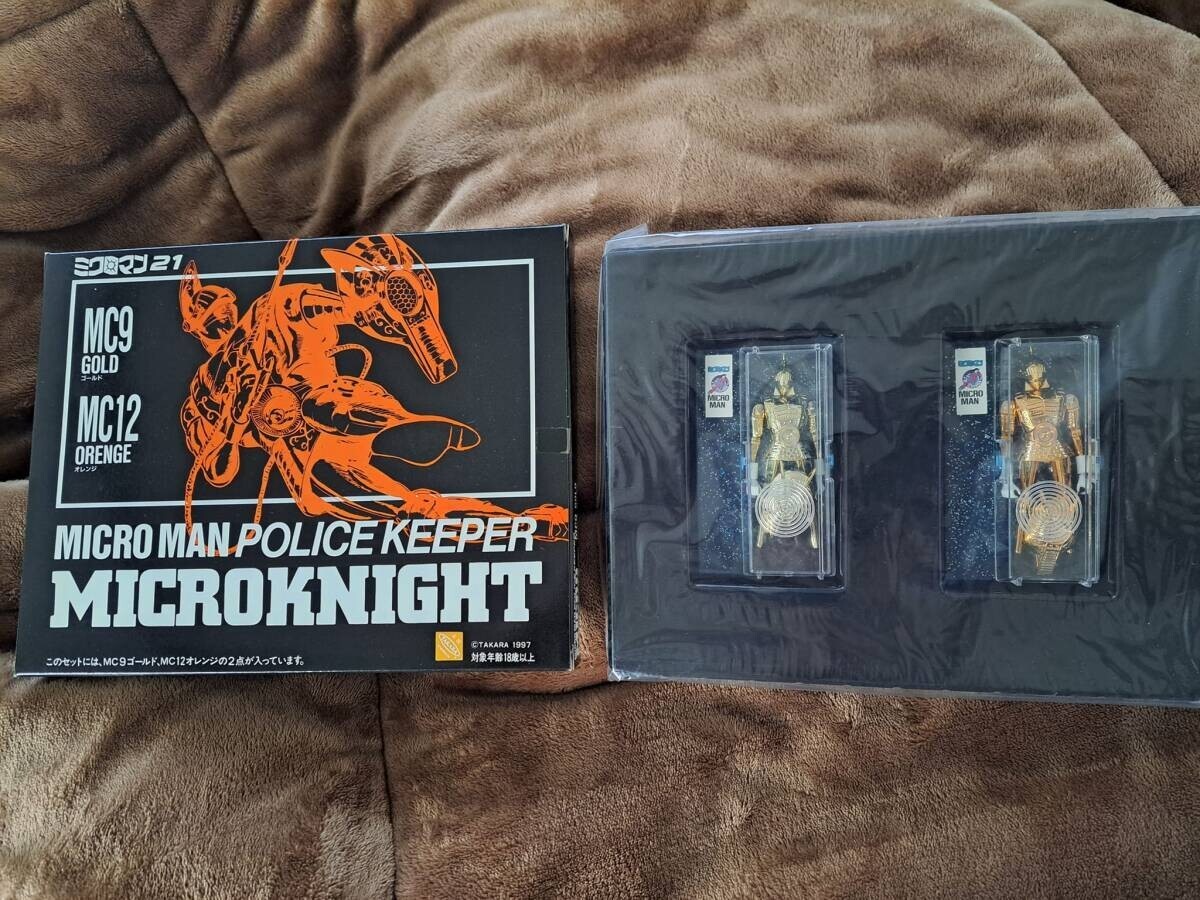 ミクロマン21
MC9
GOLD
ゴールド
MC12
ORENGE
オレンジ
MICRO MAN POLICE KEEPER
MICROKNIGHT
©TAKARA 1997
対象年齢18歳以上
このセットには、MC9ゴールド、MC12オレンジの2点が入っています。
MICRO
MAN
MICRO
MAN